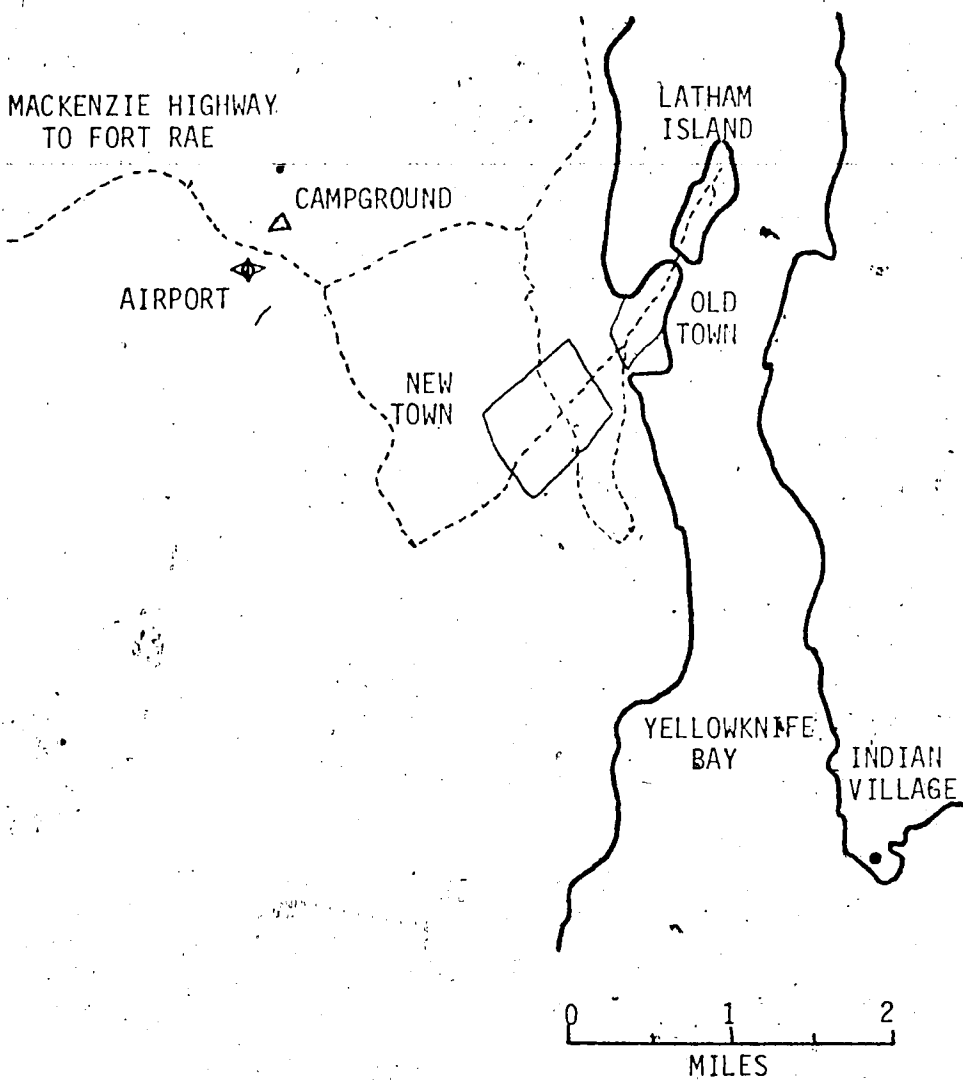 MACKENZIE HIGHWAY
TO FORT RAE
LATHAM
ISLAND
CAMPGROUND
AIRPORT
OLD
TOWN
NEW
TOWN
YELLOWKNIFE
BAY
INDIAN
VILLAGE
0 1 2
MILES